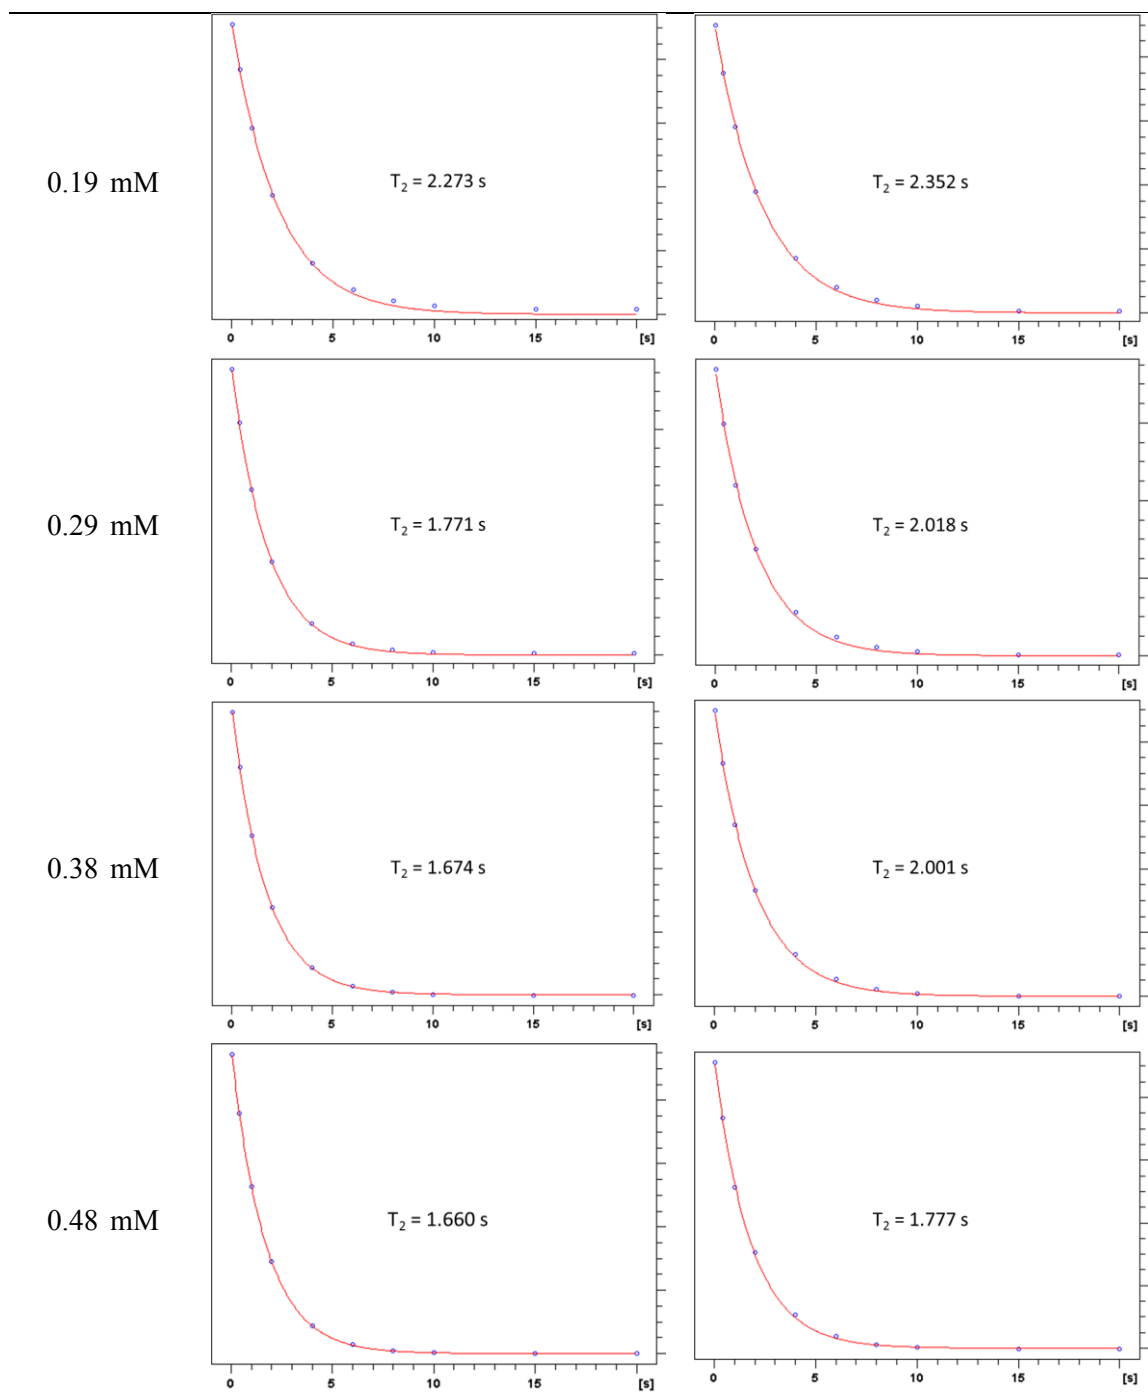 0.19 mM
T₂ = 2.273 s
0 5 10 15 [s]
T₂ = 2.352 s
0 5 10 15 [s]
0.29 mM
T₂ = 1.771 s
0 5 10 15 [s]
T₂ = 2.018 s
0 5 10 15 [s]
0.38 mM
T₂ = 1.674 s
0 5 10 15 [s]
T₂ = 2.001 s
0 5 10 15 [s]
0.48 mM
T₂ = 1.660 s
0 5 10 15 [s]
T₂ = 1.777 s
0 5 10 15 [s]